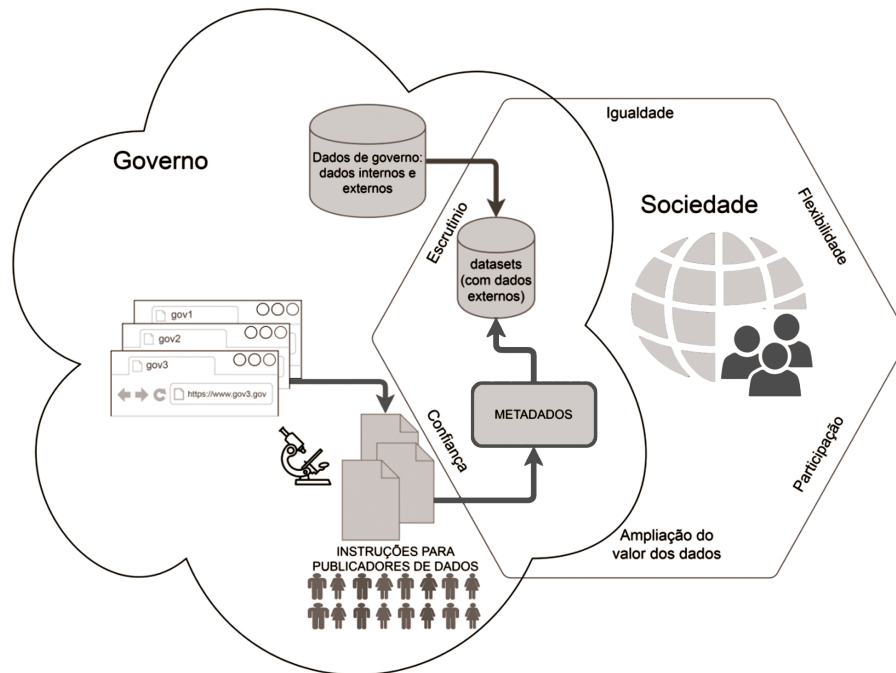 Igualdade
Governo
Dados de governo:
dados internos e
externos
Escrutinio
Sociedade
Flexibilidade
datasets
(com dados
externos)
gov1
gov2
gov3
https://www.gov3.gov
METADADOS
Confiança
Participação
Ampliação do
valor dos dados
INSTRUÇÕES PARA
PUBLICADORES DE DADOS